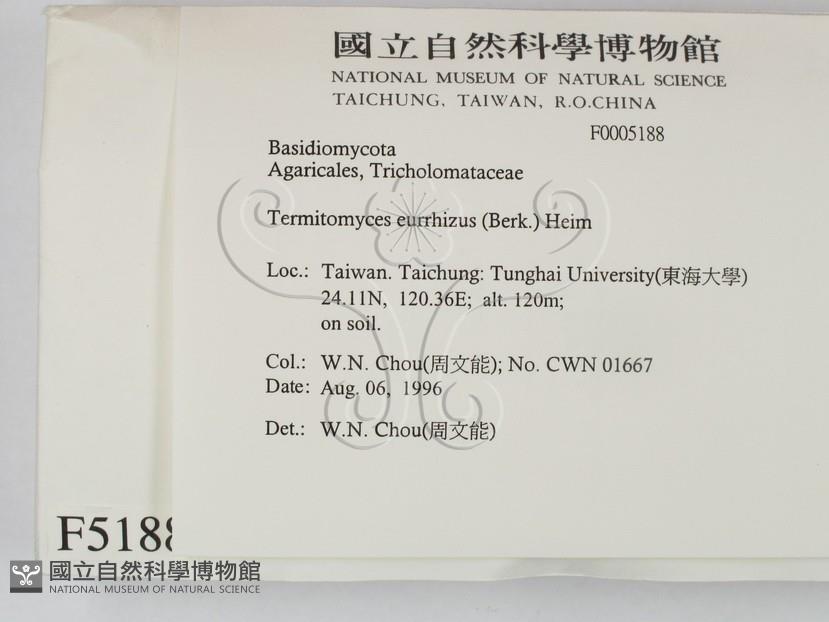 國立自然科學博物館
NATIONAL MUSEUM OF NATURAL SCIENCE
TAICHUNG, TAIWAN, R.O.CHINA
F0005188
Basidiomycota
Agaricales, Tricholomataceae
Termitomyces eurrhizus (Berk.) Heim
Loc.: Taiwan. Taichung: Tunghai University(東海大學)
24.11N, 120.36E; alt. 120m;
on soil.
Col.: W.N. Chou(周文能); No. CWN 01667
Date: Aug. 06, 1996
Det.: W.N. Chou(周文能)
F5188
國立自然科學博物館
NATIONAL MUSEUM OF NATURAL SCIENCE